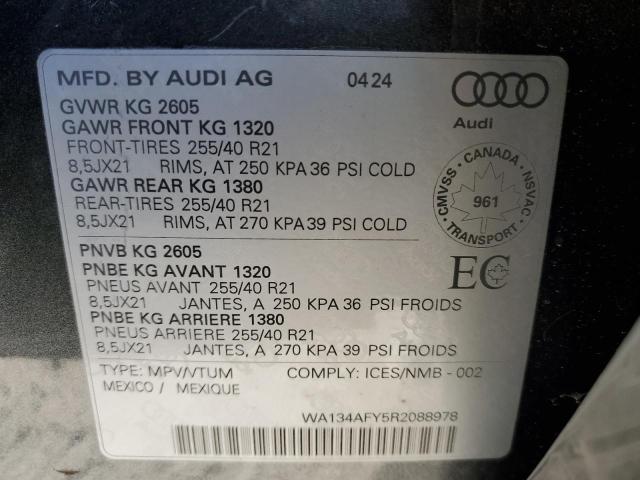 MFD. BY AUDI AG 0424
GVWR KG 2605
GAWR FRONT KG 1320
FRONT-TIRES 255/40 R21
8,5JX21 RIMS, AT 250 KPA 36 PSI COLD
GAWR REAR KG 1380
REAR-TIRES 255/40 R21
8,5JX21 RIMS, AT 270 KPA 39 PSI COLD
Audi
CMVSS - CANADA - NSVAC
961
TRANSPORT
PNVB KG 2605
PNBE KG AVANT 1320
PNEUS AVANT 255/40 R21
8,5JX21 JANTES, A 250 KPA 36 PSI FROIDS
PNBE KG ARRIERE 1380
PNEUS ARRIERE 255/40 R21
8,5JX21 JANTES, A 270 KPA 39 PSI FROIDS
EC
TYPE: MPV/VTUM COMPLY: ICES/NMB - 002
MEXICO / MEXIQUE
WA134AFY5R2088978